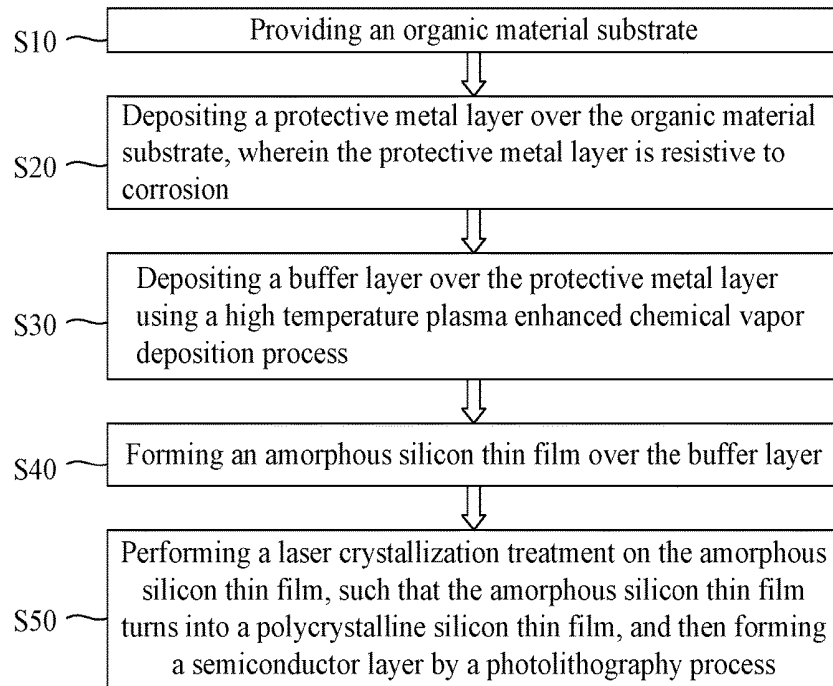 S10
Providing an organic material substrate
S20
Depositing a protective metal layer over the organic material
substrate, wherein the protective metal layer is resistive to
corrosion
S30
Depositing a buffer layer over the protective metal layer
using a high temperature plasma enhanced chemical vapor
deposition process
S40
Forming an amorphous silicon thin film over the buffer layer
S50
Performing a laser crystallization treatment on the amorphous
silicon thin film, such that the amorphous silicon thin film
turns into a polycrystalline silicon thin film, and then forming
a semiconductor layer by a photolithography process